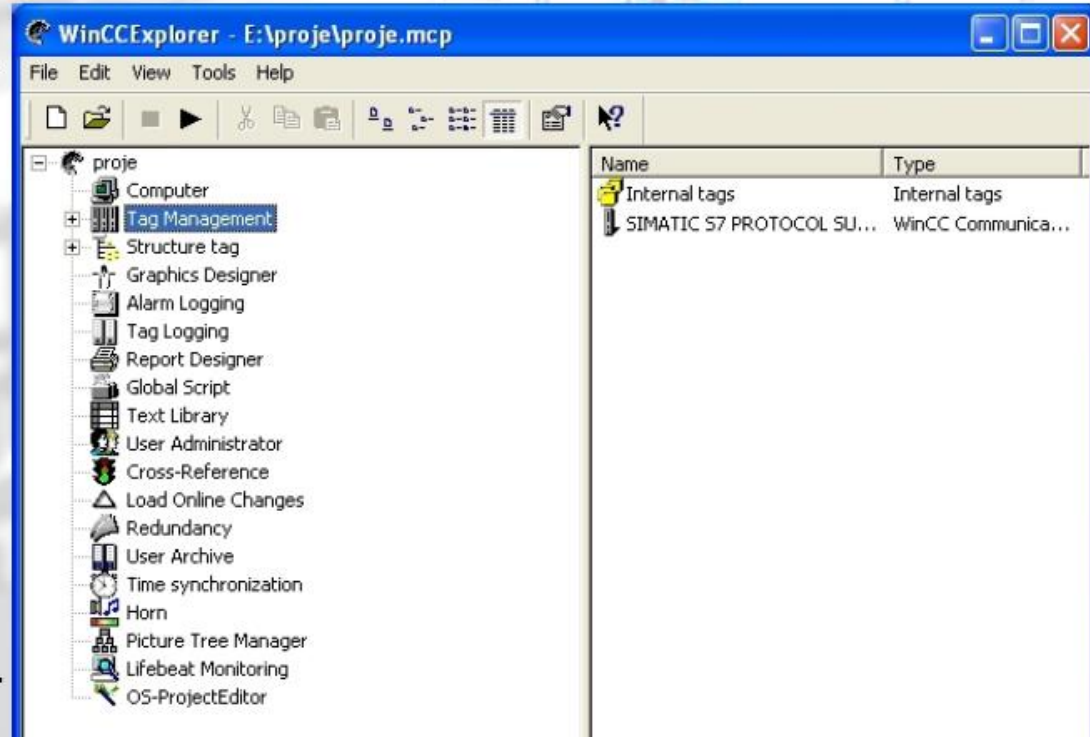 WinCCExplorer - E:\proje\proje.mcp
File Edit View Tools Help
proje
Computer
Tag Management
Structure tag
Graphics Designer
Alarm Logging
Tag Logging
Report Designer
Global Script
Text Library
User Administrator
Cross-Reference
Load Online Changes
Redundancy
User Archive
Time synchronization
Horn
Picture Tree Manager
Lifebeat Monitoring
OS-ProjectEditor
Name Type
Internal tags Internal tags
SIMATIC S7 PROTOCOL SU... WinCC Communica...